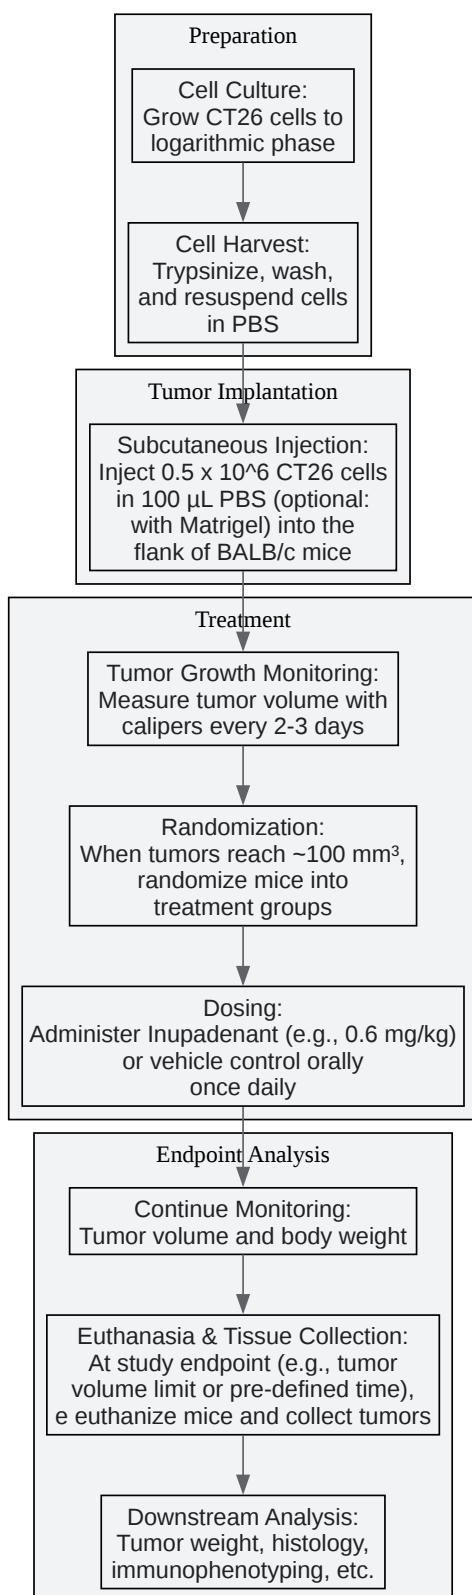 Preparation
Cell Culture:
Grow CT26 cells to
logarithmic phase
Cell Harvest:
Trypsinize, wash,
and resuspend cells
in PBS
Tumor Implantation
Subcutaneous Injection:
Inject 0.5 x 10^6 CT26 cells
in 100 µL PBS (optional:
with Matrigel) into the
flank of BALB/c mice
Treatment
Tumor Growth Monitoring:
Measure tumor volume with
calipers every 2-3 days
Randomization:
When tumors reach ~100 mm³,
randomize mice into
treatment groups
Dosing:
Administer Inupadenant (e.g., 0.6 mg/kg)
or vehicle control orally
once daily
Endpoint Analysis
Continue Monitoring:
Tumor volume and body weight
Euthanasia & Tissue Collection:
At study endpoint (e.g., tumor
volume limit or pre-defined time),
e euthanize mice and collect tumors
Downstream Analysis:
Tumor weight, histology,
immunophenotyping, etc.